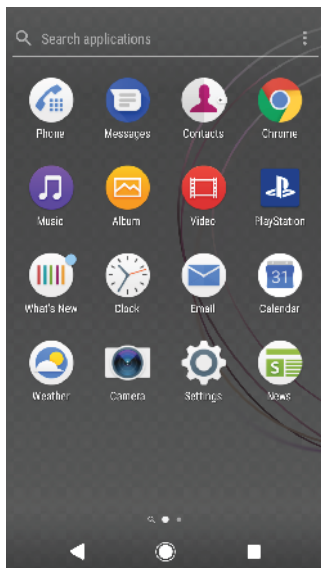 Search applications
Phone Messages Contacts Chrome
Music Album Video PlayStation
31
What's New Clock Email Calendar
S
Weather Camera Settings News